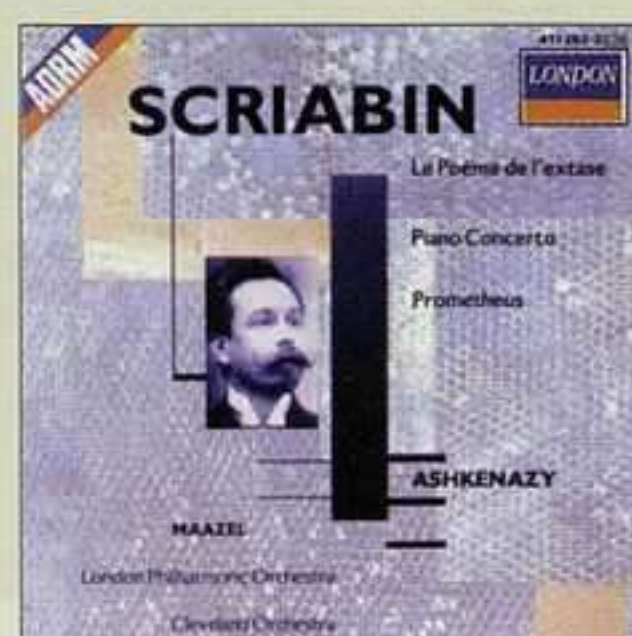 ADRM
LONDON
SCRIABIN
Le Poème de l'extase
Piano Concerto
Prometheus
ASHKENAZY
MAAZEL
London Philharmonic Orchestra
Cleveland Orchestra